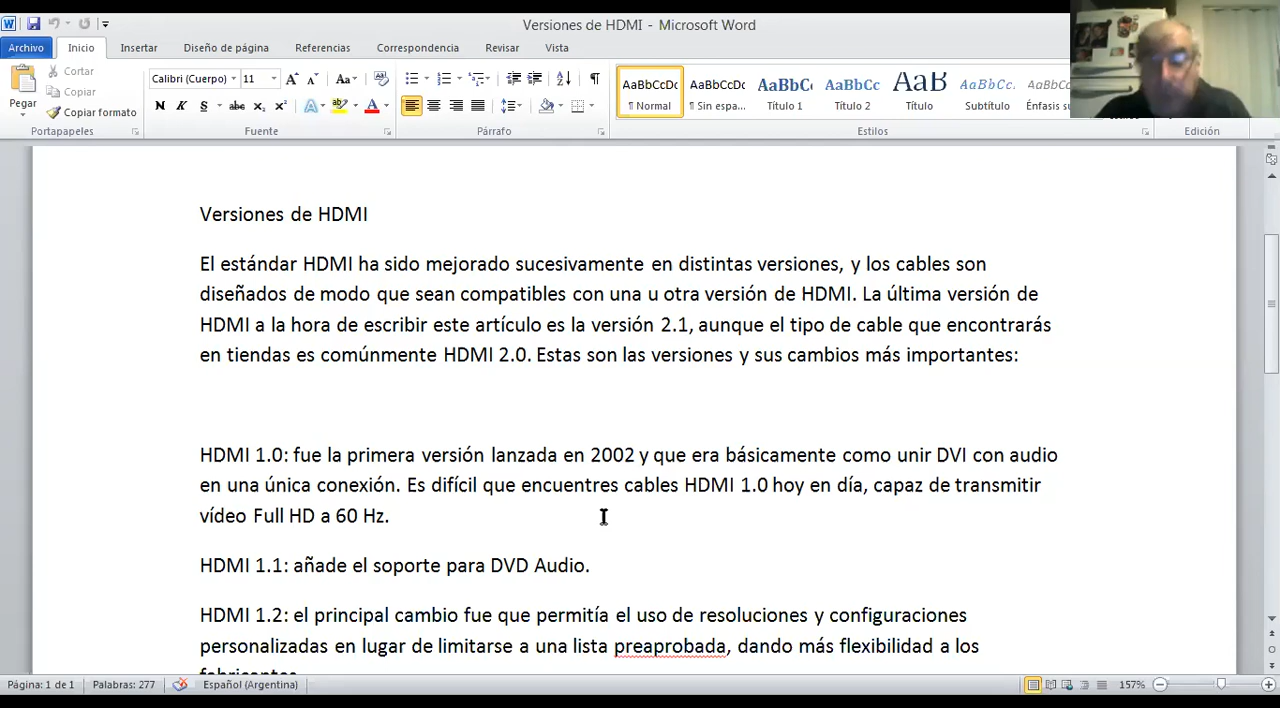 Versiones de HDMI - Microsoft Word
Archivo Inicio Insertar Diseño de página Referencias Correspondencia Revisar Vista
Pegar
Cortar
Copiar
Copiar formato
Portapapeles
Calibri (Cuerpo) 11
N K S abc x₂ x²
Fuente
Párrafo
AaBbCcDc AaBbCcDc AaBbC AaBbCc AaB AaBbCc. AaBbCc
Normal Sin espa... Título 1 Título 2 Título Subtítulo Énfasis
Estilos
Edición
Versiones de HDMI
El estándar HDMI ha sido mejorado sucesivamente en distintas versiones, y los cables son
diseñados de modo que sean compatibles con una u otra versión de HDMI. La última versión de
HDMI a la hora de escribir este artículo es la versión 2.1, aunque el tipo de cable que encontrarás
en tiendas es comúnmente HDMI 2.0. Estas son las versiones y sus cambios más importantes:
HDMI 1.0: fue la primera versión lanzada en 2002 y que era básicamente como unir DVI con audio
en una única conexión. Es difícil que encuentres cables HDMI 1.0 hoy en día, capaz de transmitir
vídeo Full HD a 60 Hz.
HDMI 1.1: añade el soporte para DVD Audio.
HDMI 1.2: el principal cambio fue que permitía el uso de resoluciones y configuraciones
personalizadas en lugar de limitarse a una lista preaprobada, dando más flexibilidad a los
fabricantes
Página: 1 de 1 Palabras: 277 Español (Argentina) 157%